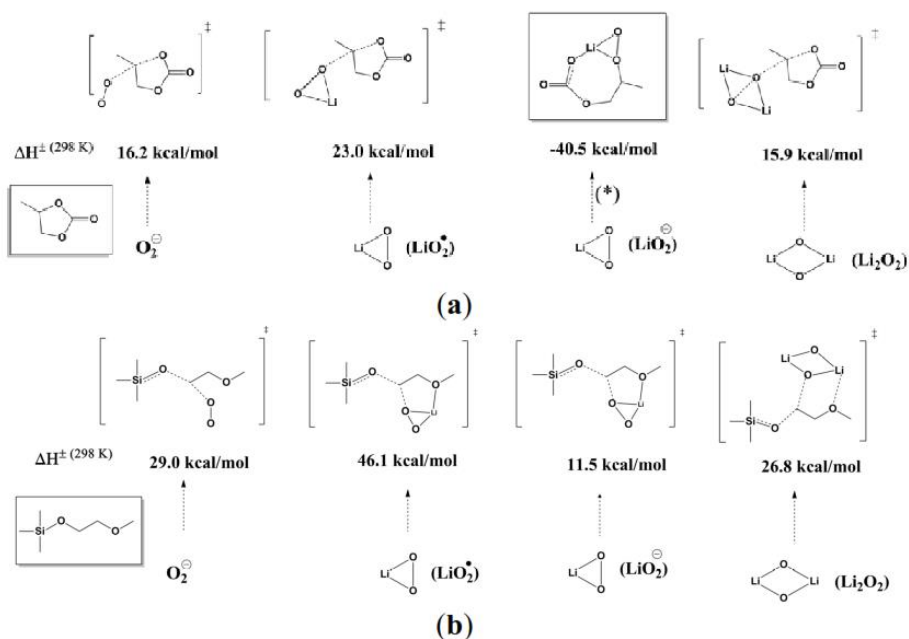 ‡ ‡ ‡
ΔH± (298 K) 16.2 kcal/mol 23.0 kcal/mol -40.5 kcal/mol 15.9 kcal/mol
(*)
O2⊖ (LiO2•) (LiO2⊖) (Li2O2)
(a)
‡ ‡ ‡ ‡
ΔH± (298 K) 29.0 kcal/mol 46.1 kcal/mol 11.5 kcal/mol 26.8 kcal/mol
O2⊖ (LiO2•) (LiO2⊖) (Li2O2)
(b)